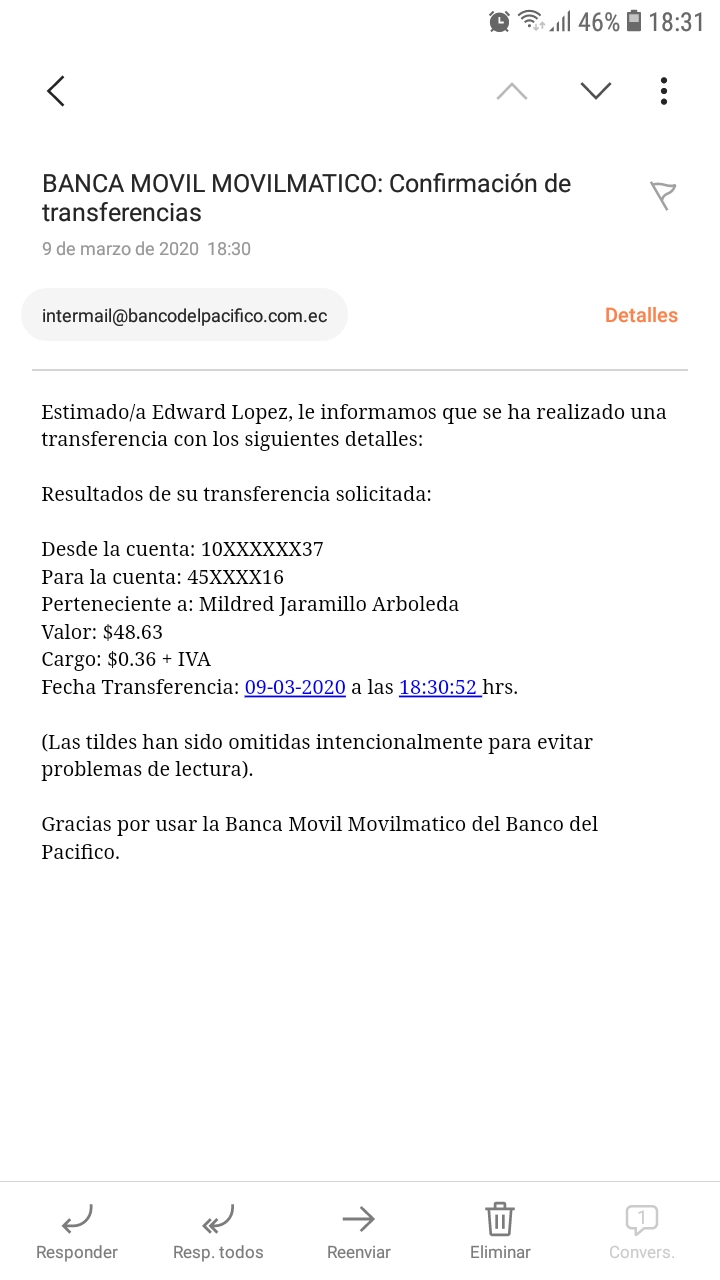 46% 18:31
BANCA MOVIL MOVILMATICO: Confirmación de
transferencias
9 de marzo de 2020 18:30
intermail@bancodelpacifico.com.ec
Detalles
Estimado/a Edward Lopez, le informamos que se ha realizado una
transferencia con los siguientes detalles:
Resultados de su transferencia solicitada:
Desde la cuenta: 10XXXXXX37
Para la cuenta: 45XXXX16
Perteneciente a: Mildred Jaramillo Arboleda
Valor: $48.63
Cargo: $0.36 + IVA
Fecha Transferencia: 09-03-2020 a las 18:30:52 hrs.
(Las tildes han sido omitidas intencionalmente para evitar
problemas de lectura).
Gracias por usar la Banca Movil Movilmatico del Banco del
Pacifico.
1
Responder Resp. todos Reenviar Eliminar Convers.